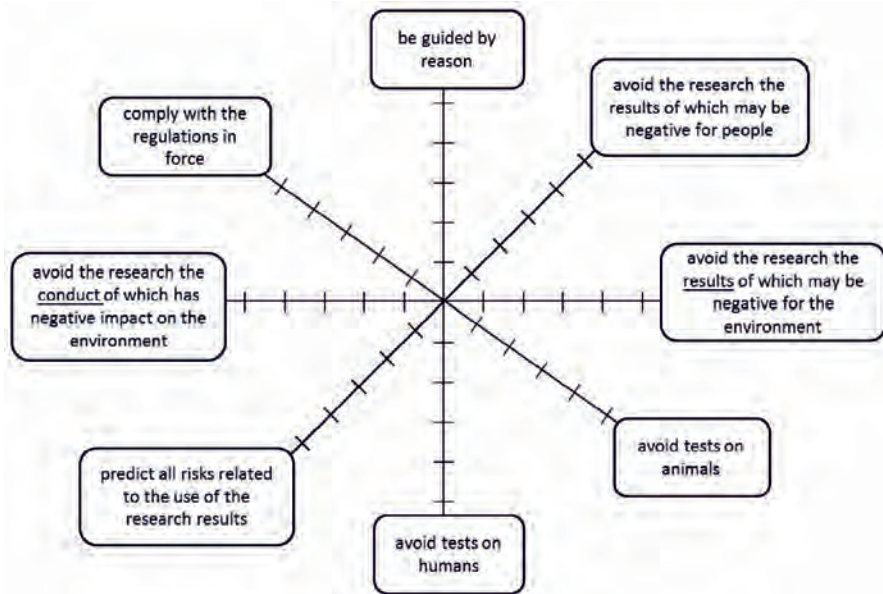 be guided by
reason
avoid the research the
results of which may be
negative for people
comply with the
regulations in
force
avoid the research the
conduct of which has
negative impact on the
environment
avoid the research the
results of which may be
negative for the
environment
avoid tests on
animals
predict all risks related
to the use of the
research results
avoid tests on
humans